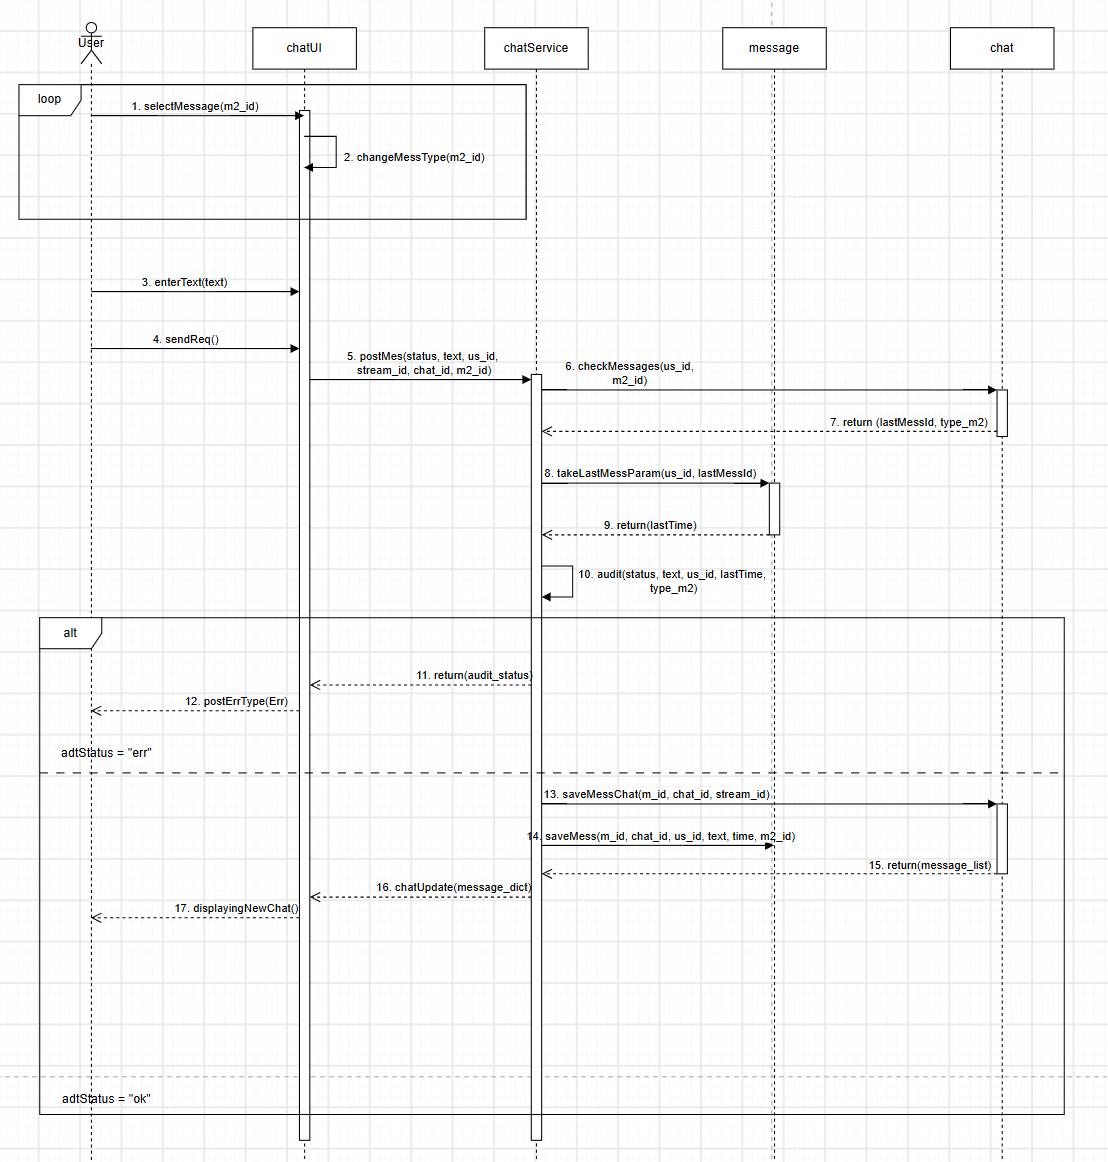 User
chatUI
chatService
message
chat
loop
1. selectMessage(m2_id)
2. changeMessType(m2_id)
3. enterText(text)
4. sendReq()
5. postMes(status, text, us_id,
stream_id, chat_id, m2_id)
6. checkMessages(us_id,
m2_id)
7. return (lastMessId, type_m2)
8. takeLastMessParam(us_id, lastMessId)
9. return(lastTime)
10. audit(status, text, us_id, lastTime,
type_m2)
alt
11. return(audit_status)
12. postErrType(Err)
adtStatus = "err"
13. saveMessChat(m_id, chat_id, stream_id)
14. saveMess(m_id, chat_id, us_id, text, time, m2_id)
15. return(message_list)
16. chatUpdate(message_dict)
17. displayingNewChat()
adtStatus = "ok"